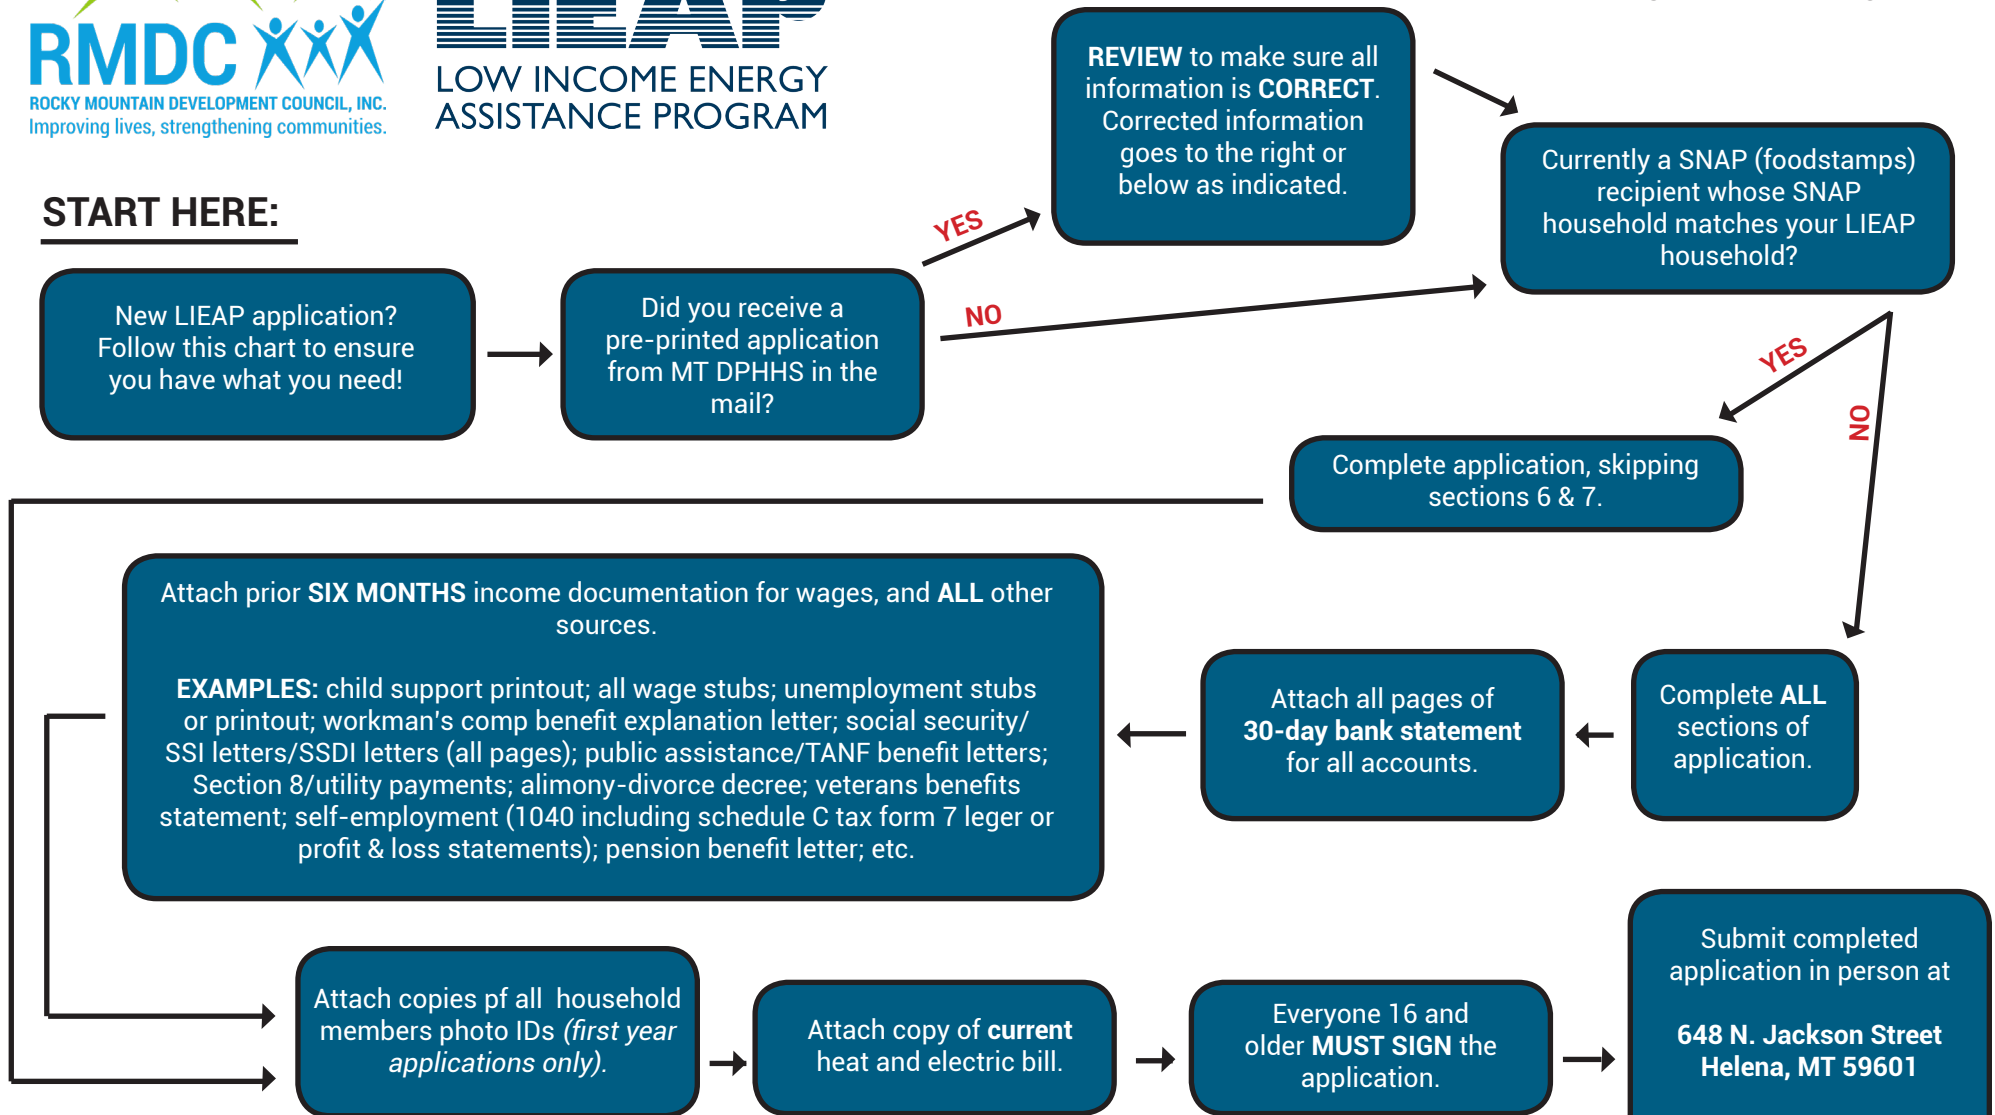 RMDC
ROCKY MOUNTAIN DEVELOPMENT COUNCIL, INC.
Improving lives, strengthening communities.
LIEAP
LOW INCOME ENERGY
ASSISTANCE PROGRAM
START HERE:
New LIEAP application?
Follow this chart to ensure
you have what you need!
Did you receive a
pre-printed application
from MT DPHHS in the
mail?
YES
NO
REVIEW to make sure all
information is CORRECT.
Corrected information
goes to the right or
below as indicated.
Currently a SNAP (foodstamps)
recipient whose SNAP
household matches your LIEAP
household?
YES
NO
Complete application, skipping
sections 6 & 7.
Complete ALL
sections of
application.
Attach all pages of
30-day bank statement
for all accounts.
Attach prior SIX MONTHS income documentation for wages, and ALL other
sources.
EXAMPLES: child support printout; all wage stubs; unemployment stubs
or printout; workman's comp benefit explanation letter; social security/
SSI letters/SSDI letters (all pages); public assistance/TANF benefit letters;
Section 8/utility payments; alimony-divorce decree; veterans benefits
statement; self-employment (1040 including schedule C tax form 7 leger or
profit & loss statements); pension benefit letter; etc.
Attach copies pf all household
members photo IDs (first year
applications only).
Attach copy of current
heat and electric bill.
Everyone 16 and
older MUST SIGN the
application.
Submit completed
application in person at
648 N. Jackson Street
Helena, MT 59601